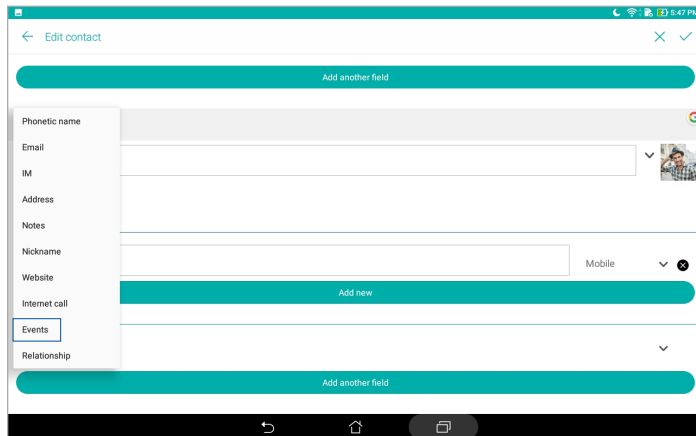 5:47 PM
Edit contact
Add another field
Phonetic name
Email
IM
Address
Notes
Nickname
Mobile
Website
Add new
Internet call
Events
Relationship
Add another field